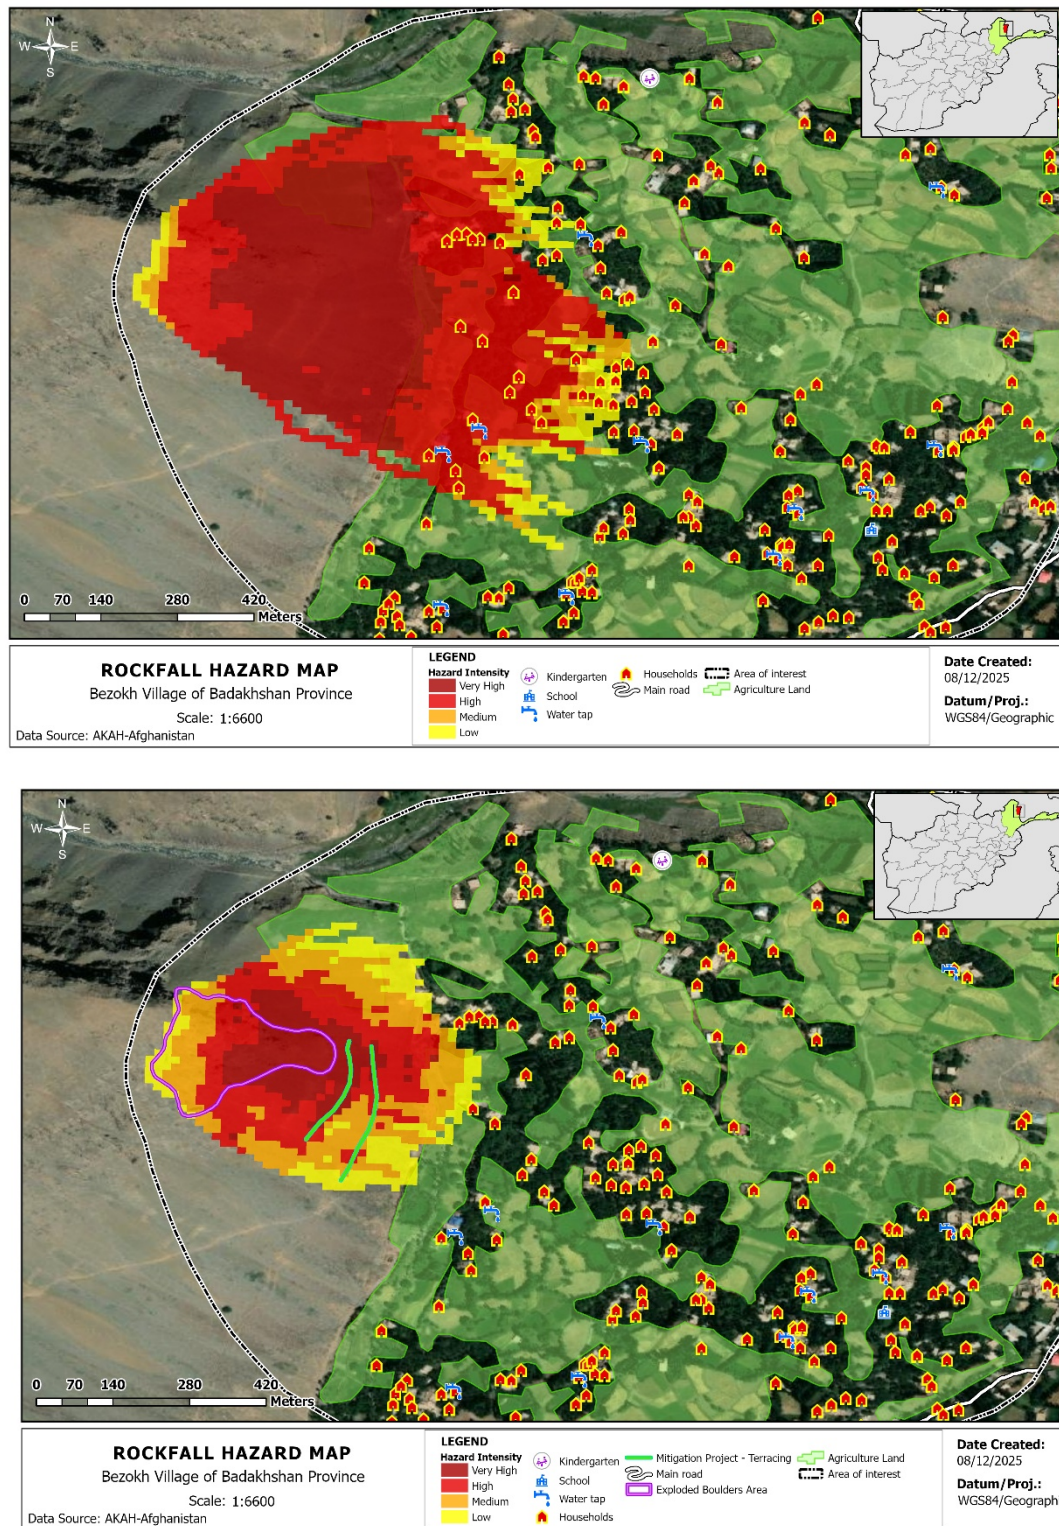 N
W E
S
0 70 140 280 420
Meters
ROCKFALL HAZARD MAP
Bezokh Village of Badakhshan Province
Scale: 1:6600
Data Source: AKAH-Afghanistan
LEGEND
Hazard Intensity
Very High
High
Medium
Low
Kindergarten
School
Water tap
Households
Main road
Area of interest
Agriculture Land
Date Created:
08/12/2025
Datum/Proj.:
WGS84/Geographic
N
W E
S
0 70 140 280 420
Meters
ROCKFALL HAZARD MAP
Bezokh Village of Badakhshan Province
Scale: 1:6600
Data Source: AKAH-Afghanistan
LEGEND
Hazard Intensity
Very High
High
Medium
Low
Kindergarten
School
Water tap
Households
Mitigation Project - Terracing
Main road
Exploded Boulders Area
Agriculture Land
Area of interest
Date Created:
08/12/2025
Datum/Proj.:
WGS84/Geograph